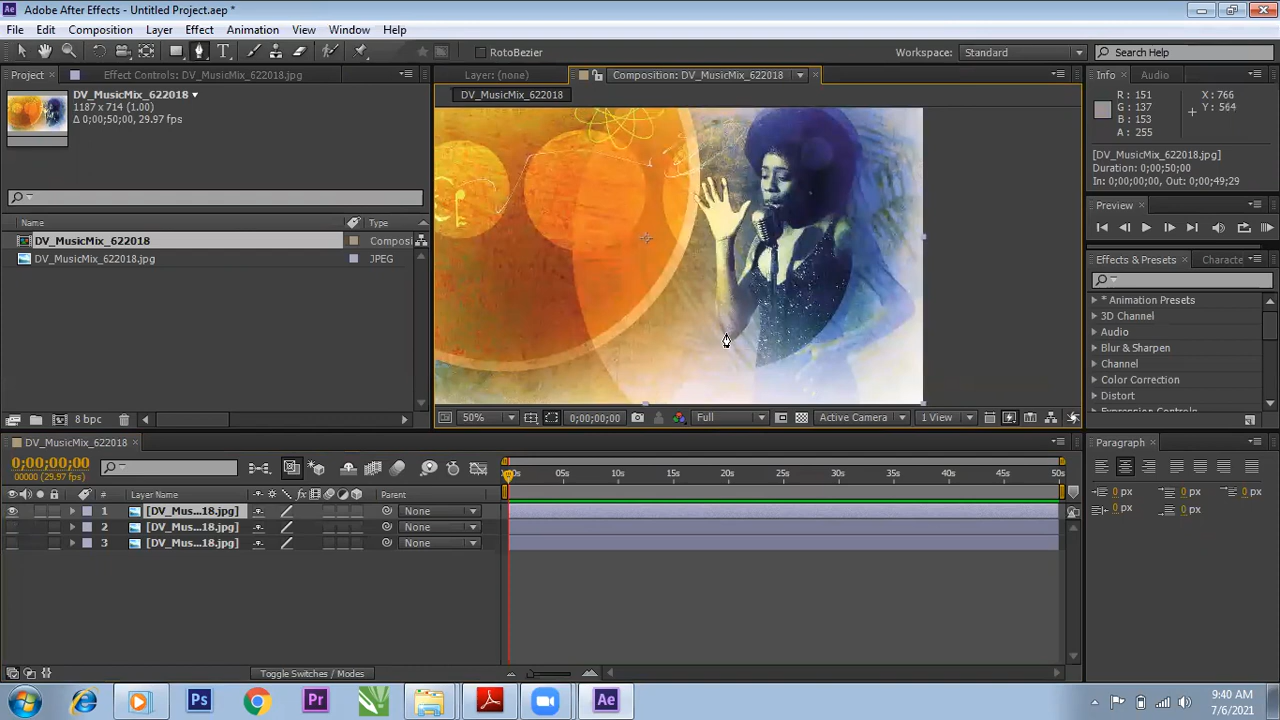 Adobe After Effects - Untitled Project.aep *
File Edit Composition Layer Effect Animation View Window Help
RotoBezier
Workspace: Standard
Search Help
Project Effect Controls: DV_MusicMix_622018.jpg
Layer: (none) Composition: DV_MusicMix_622018
Info Audio
DV_MusicMix_622018
1187 x 714 (1.00)
Δ 0;00;50;00, 29.97 fps
DV_MusicMix_622018
R: 151
G: 137
B: 153
A: 255
X: 766
Y: 564
[DV_MusicMix_622018.jpg]
Duration: 0;00;50;00
In: 0;00;00;00, Out: 0;00;49;29
Preview
Name Type
DV_MusicMix_622018 Compos
DV_MusicMix_622018.jpg JPEG
Effects & Presets Characte
* Animation Presets
3D Channel
Audio
Blur & Sharpen
Channel
Color Correction
Distort
Expression Controls
8 bpc
50% 0;00;00;00 Full Active Camera 1 View
DV_MusicMix_622018
0;00;00;00
00000 (29.97 fps)
05s 10s 15s 20s 25s 30s 35s 40s 45s 50s
# Layer Name Parent
1 [DV_Mus...18.jpg] None
2 [DV_Mus...18.jpg] None
3 [DV_Mus...18.jpg] None
Toggle Switches / Modes
Paragraph
0 px 0 px 0 px
0 px 0 px
Ps Pr Ae
9:40 AM
7/6/2021